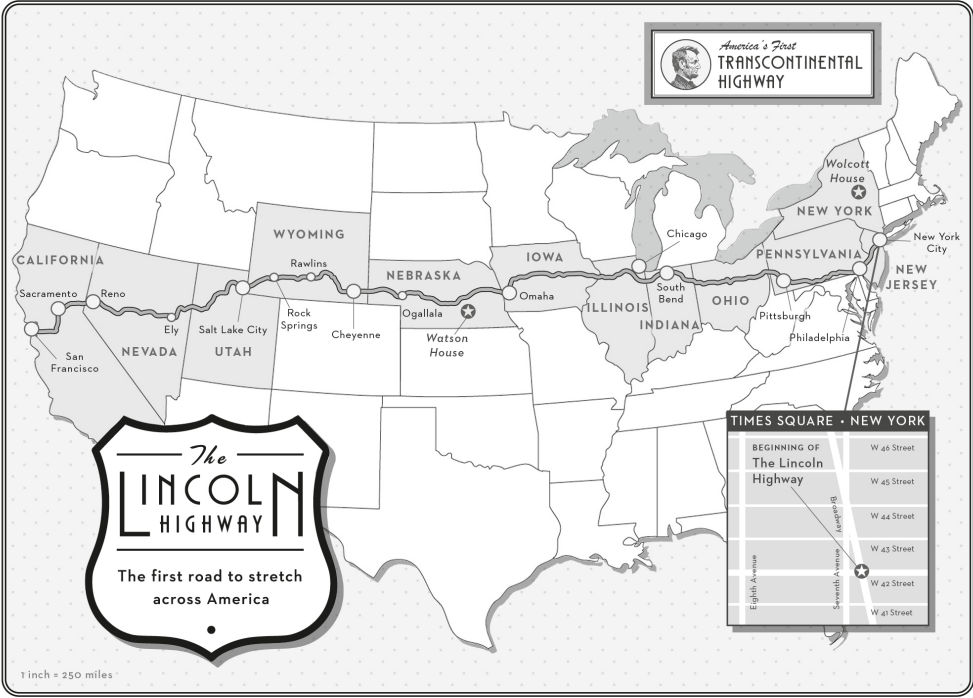 America's First
TRANSCONTINENTAL
HIGHWAY
Wolcott
House
NEW YORK
New York
City
NEW
JERSEY
PENNSYLVANIA
Chicago
WYOMING
CALIFORNIA
Rawlins
NEBRASKA
IOWA
Sacramento
Reno
Ely
Salt Lake City
Rock
Springs
Cheyenne
Ogallala
Omaha
South
Bend
ILLINOIS
INDIANA
OHIO
Pittsburgh
Philadelphia
San
Francisco
NEVADA
UTAH
Watson
House
The
LINCOLN
HIGHWAY
The first road to stretch
across America
TIMES SQUARE • NEW YORK
BEGINNING OF
The Lincoln
Highway
W 46 Street
W 45 Street
W 44 Street
W 43 Street
W 42 Street
W 41 Street
Broadway
Eighth Avenue
Seventh Avenue
1 inch = 250 miles